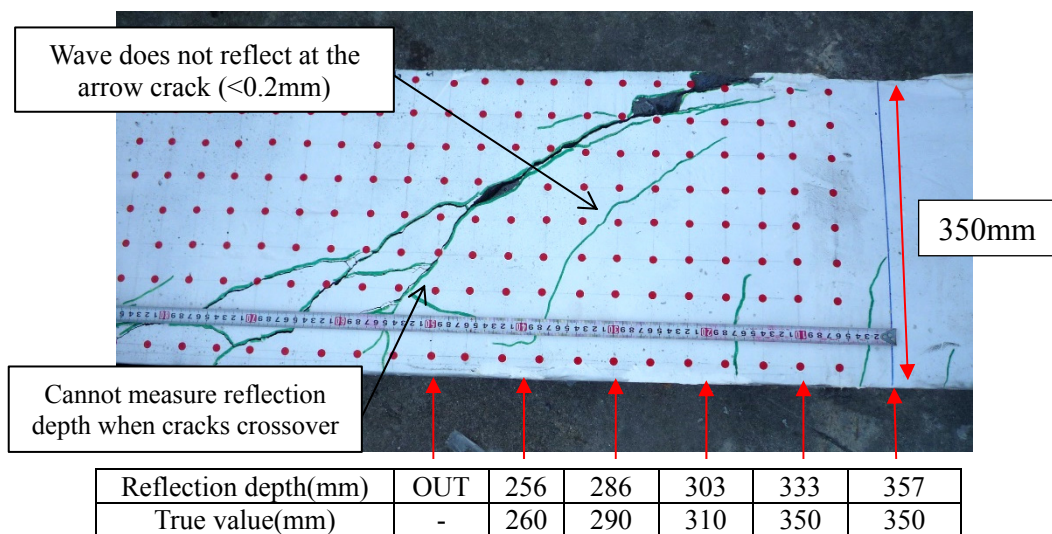 Wave does not reflect at the
arrow crack (<0.2mm)
350mm
Cannot measure reflection
depth when cracks crossover
Reflection depth(mm) OUT 256 286 303 333 357
True value(mm) - 260 290 310 350 350